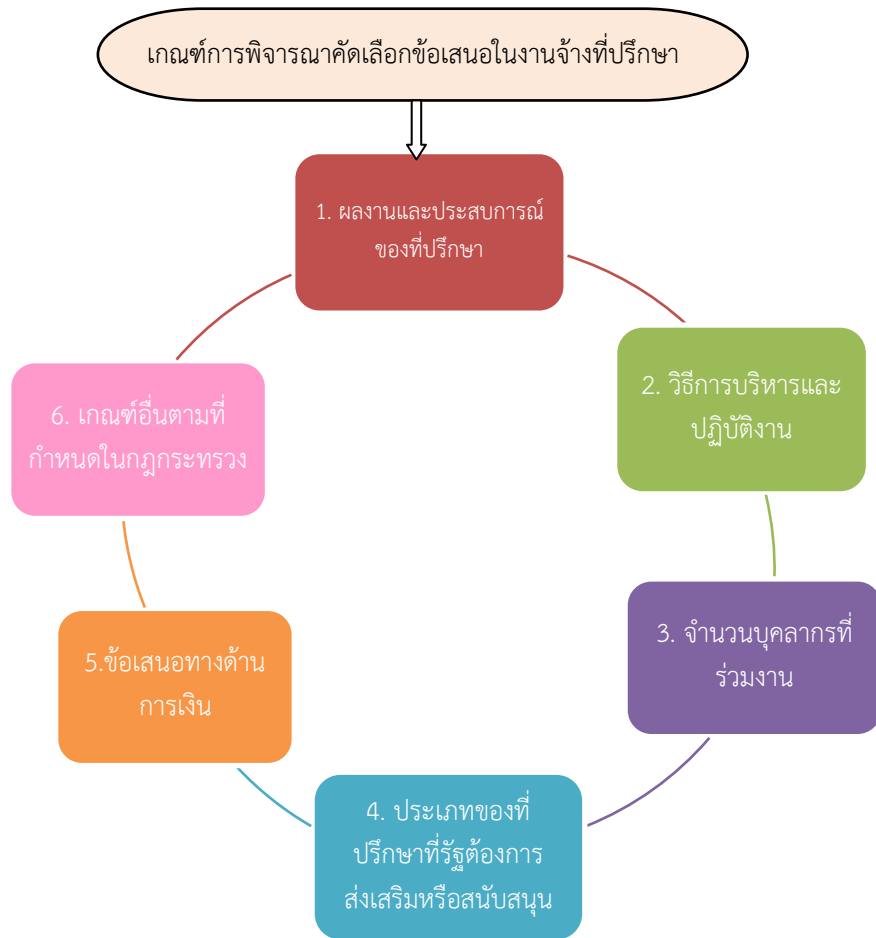 เกณฑ์การพิจารณาคัดเลือกข้อเสนอในงานจ้างที่ปรึกษา
1. ผลงานและประสบการณ์
ของที่ปรึกษา
2. วิธีการบริหารและ
ปฏิบัติงาน
3. จำนวนบุคลากรที่
ร่วมงาน
4. ประเภทของที่
ปรึกษาที่รัฐต้องการ
ส่งเสริมหรือสนับสนุน
5.ข้อเสนอทางด้าน
การเงิน
6. เกณฑ์อื่นตามที่
กำหนดในกฎกระทรวง